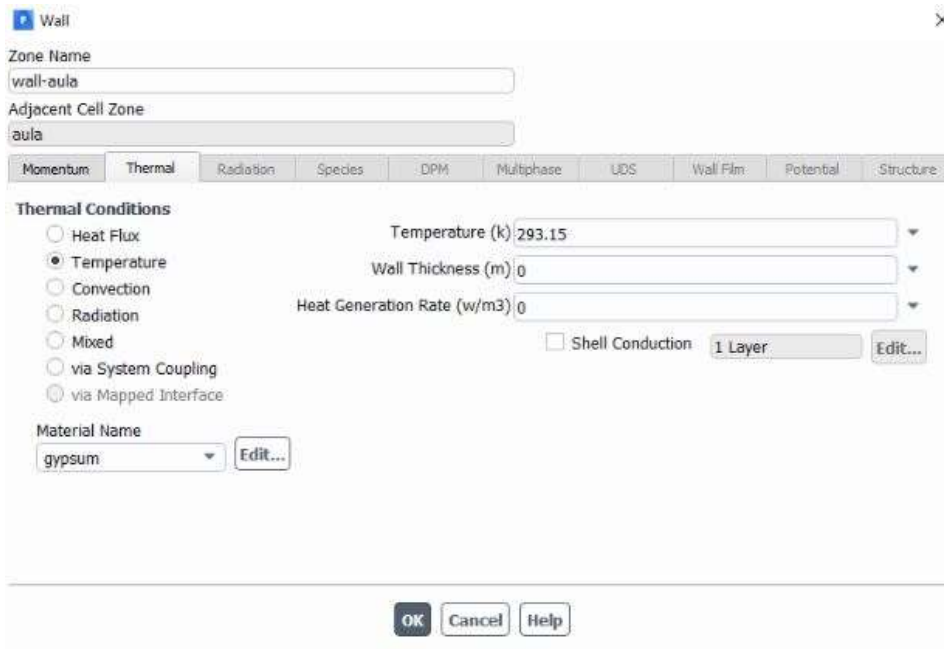 Wall
Zone Name
wall-aula
Adjacent Cell Zone
aula
Momentum Thermal Radiation Species DPM Multiphase UDS Wall Film Potential Structure
Thermal Conditions
Heat Flux
Temperature
Convection
Radiation
Mixed
via System Coupling
via Mapped Interface
Temperature (k) 293.15
Wall Thickness (m) 0
Heat Generation Rate (w/m3) 0
Shell Conduction 1 Layer Edit...
Material Name
gypsum Edit...
OK Cancel Help